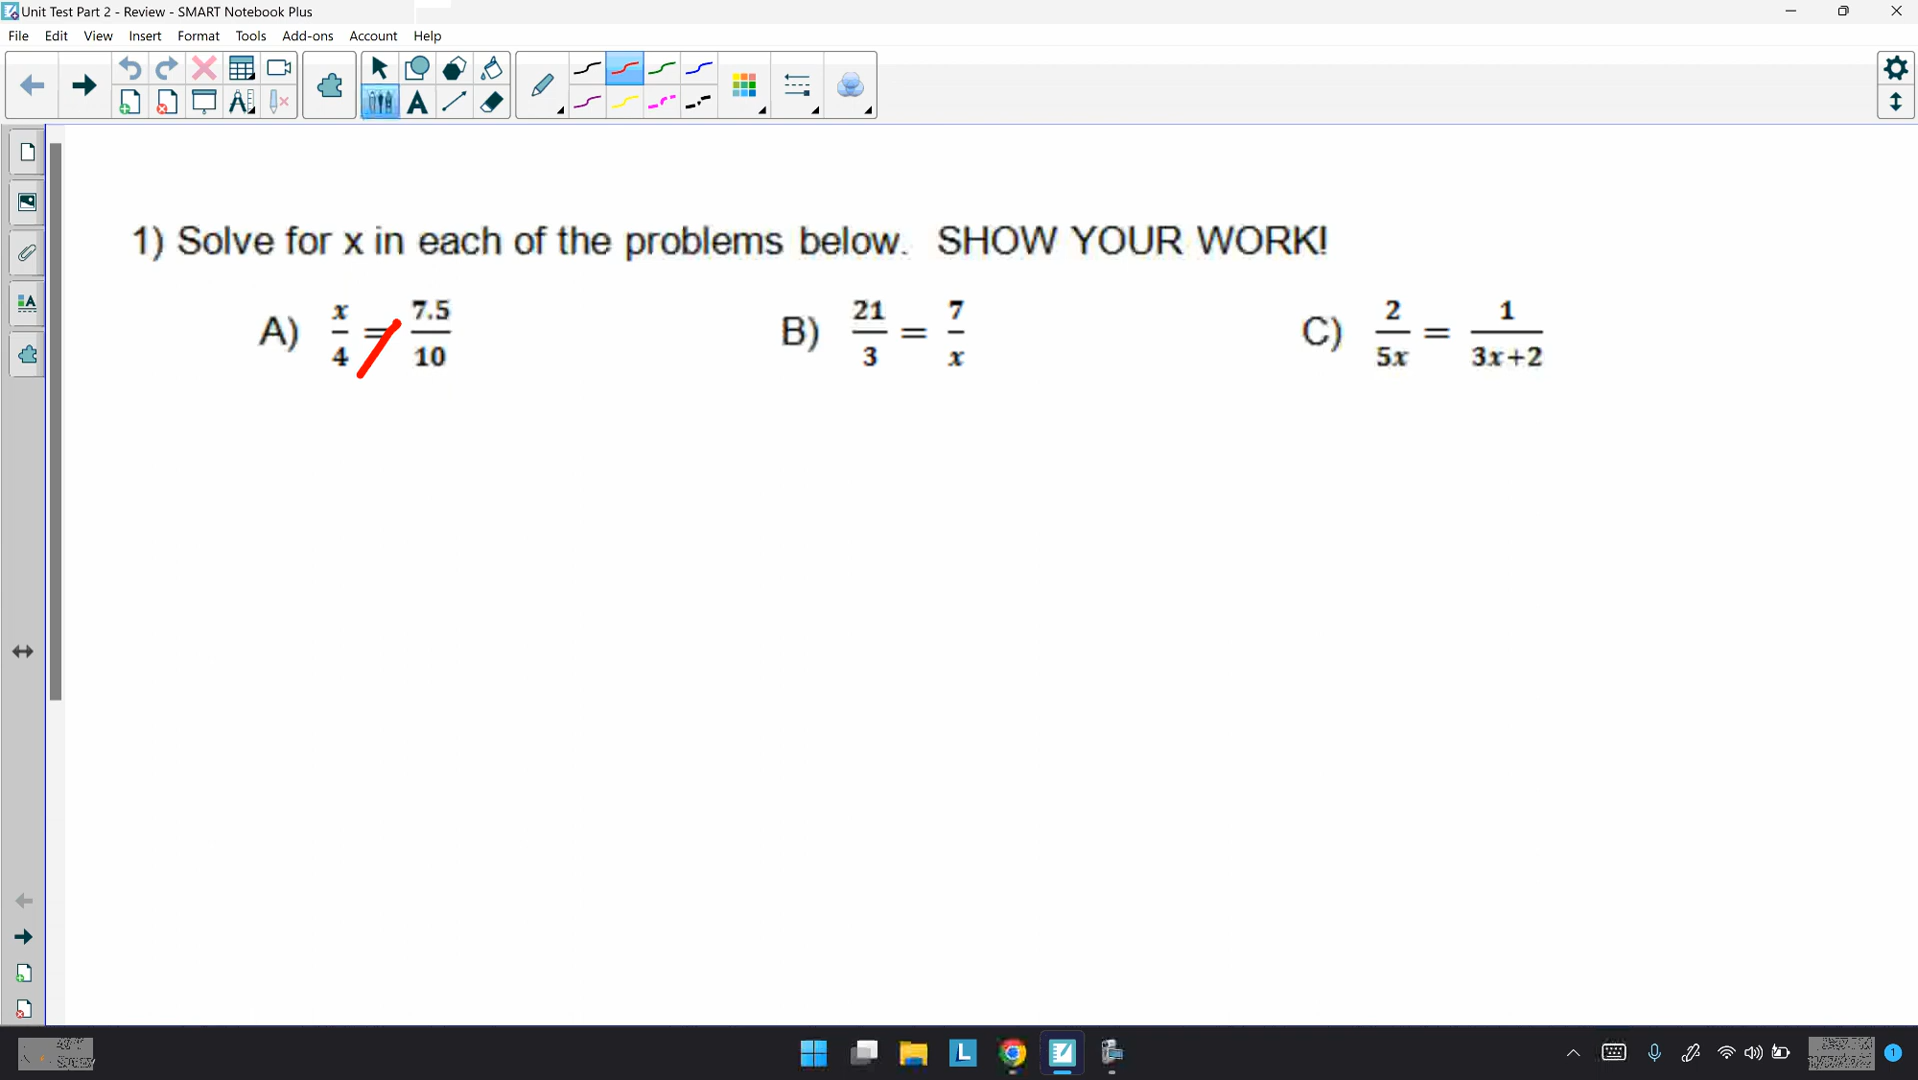 Unit Test Part 2 - Review - SMART Notebook Plus
File Edit View Insert Format Tools Add-ons Account Help
1) Solve for x in each of the problems below. SHOW YOUR WORK!
A) x/4 = 7.5/10 B) 21/3 = 7/x C) 2/5x = 1/3x+2
L
1